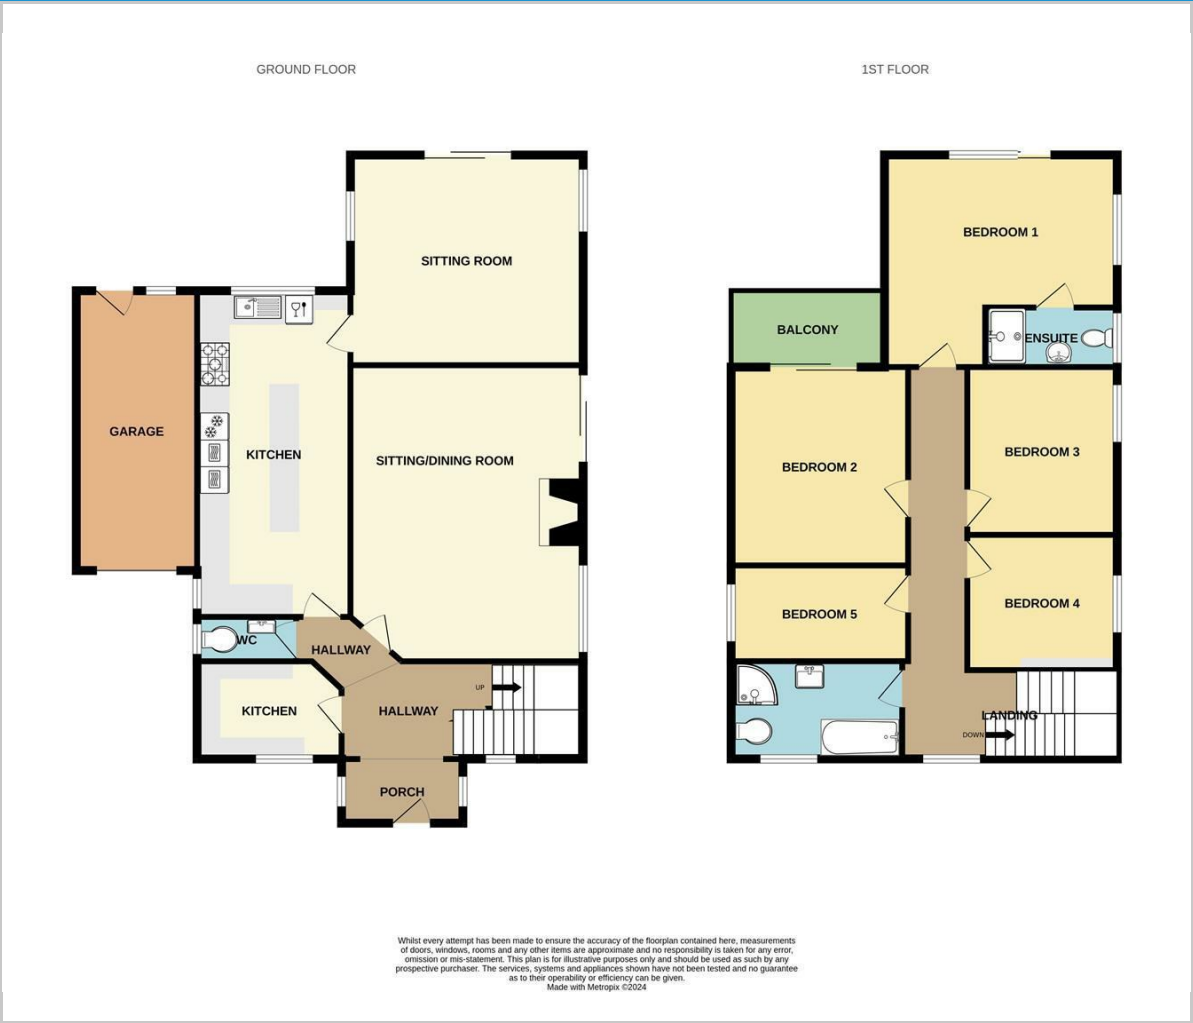 GROUND FLOOR
1ST FLOOR
SITTING ROOM
GARAGE
KITCHEN
SITTING/DINING ROOM
WC
HALLWAY
KITCHEN
HALLWAY
UP
PORCH
BEDROOM 1
BALCONY
ENSUITE
BEDROOM 2
BEDROOM 3
BEDROOM 5
BEDROOM 4
LANDING
DOWN
Whilst every attempt has been made to ensure the accuracy of the floorplan contained here, measurements
of doors, windows, rooms and any other items are approximate and no responsibility is taken for any error,
omission or mis-statement. This plan is for illustrative purposes only and should be used as such by any
prospective purchaser. The services, systems and appliances shown have not been tested and no guarantee
as to their operability or efficiency can be given.
Made with Metropix ©2024